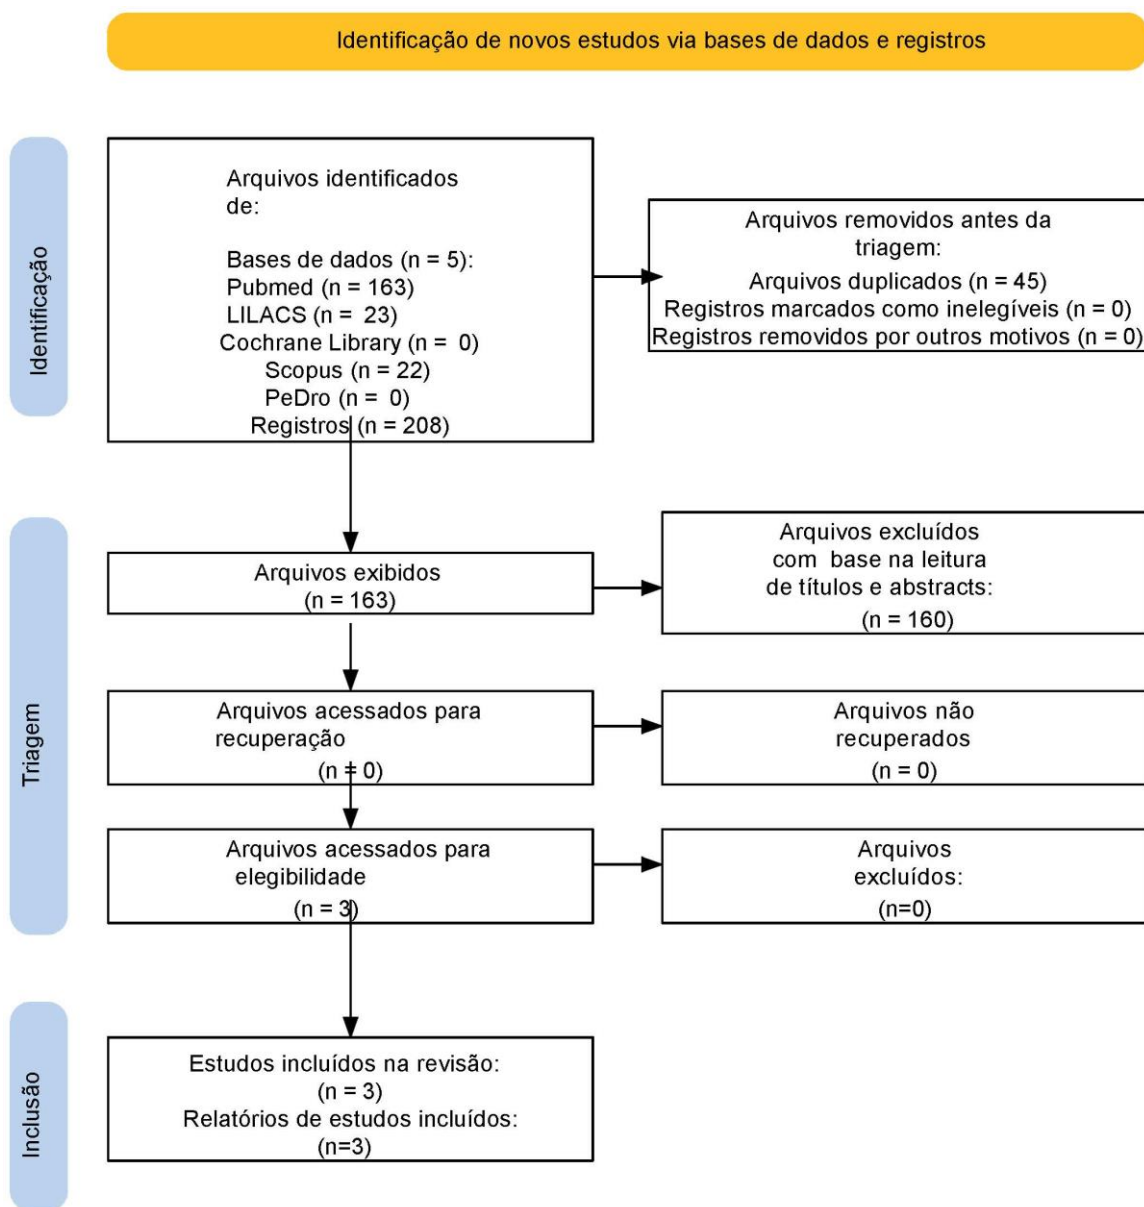 Identificação de novos estudos via bases de dados e registros
Identificação
Arquivos identificados
de:
Bases de dados (n = 5):
Pubmed (n = 163)
LILACS (n = 23)
Cochrane Library (n = 0)
Scopus (n = 22)
PeDro (n = 0)
Registros (n = 208)
Arquivos removidos antes da
triagem:
Arquivos duplicados (n = 45)
Registros marcados como inelegíveis (n = 0)
Registros removidos por outros motivos (n = 0)
Triagem
Arquivos exibidos
(n = 163)
Arquivos excluídos
com base na leitura
de títulos e abstracts:
(n = 160)
Arquivos acessados para
recuperação
(n = 0)
Arquivos não
recuperados
(n = 0)
Arquivos acessados para
elegibilidade
(n = 3)
Arquivos
excluídos:
(n=0)
Inclusão
Estudos incluídos na revisão:
(n = 3)
Relatórios de estudos incluídos:
(n=3)